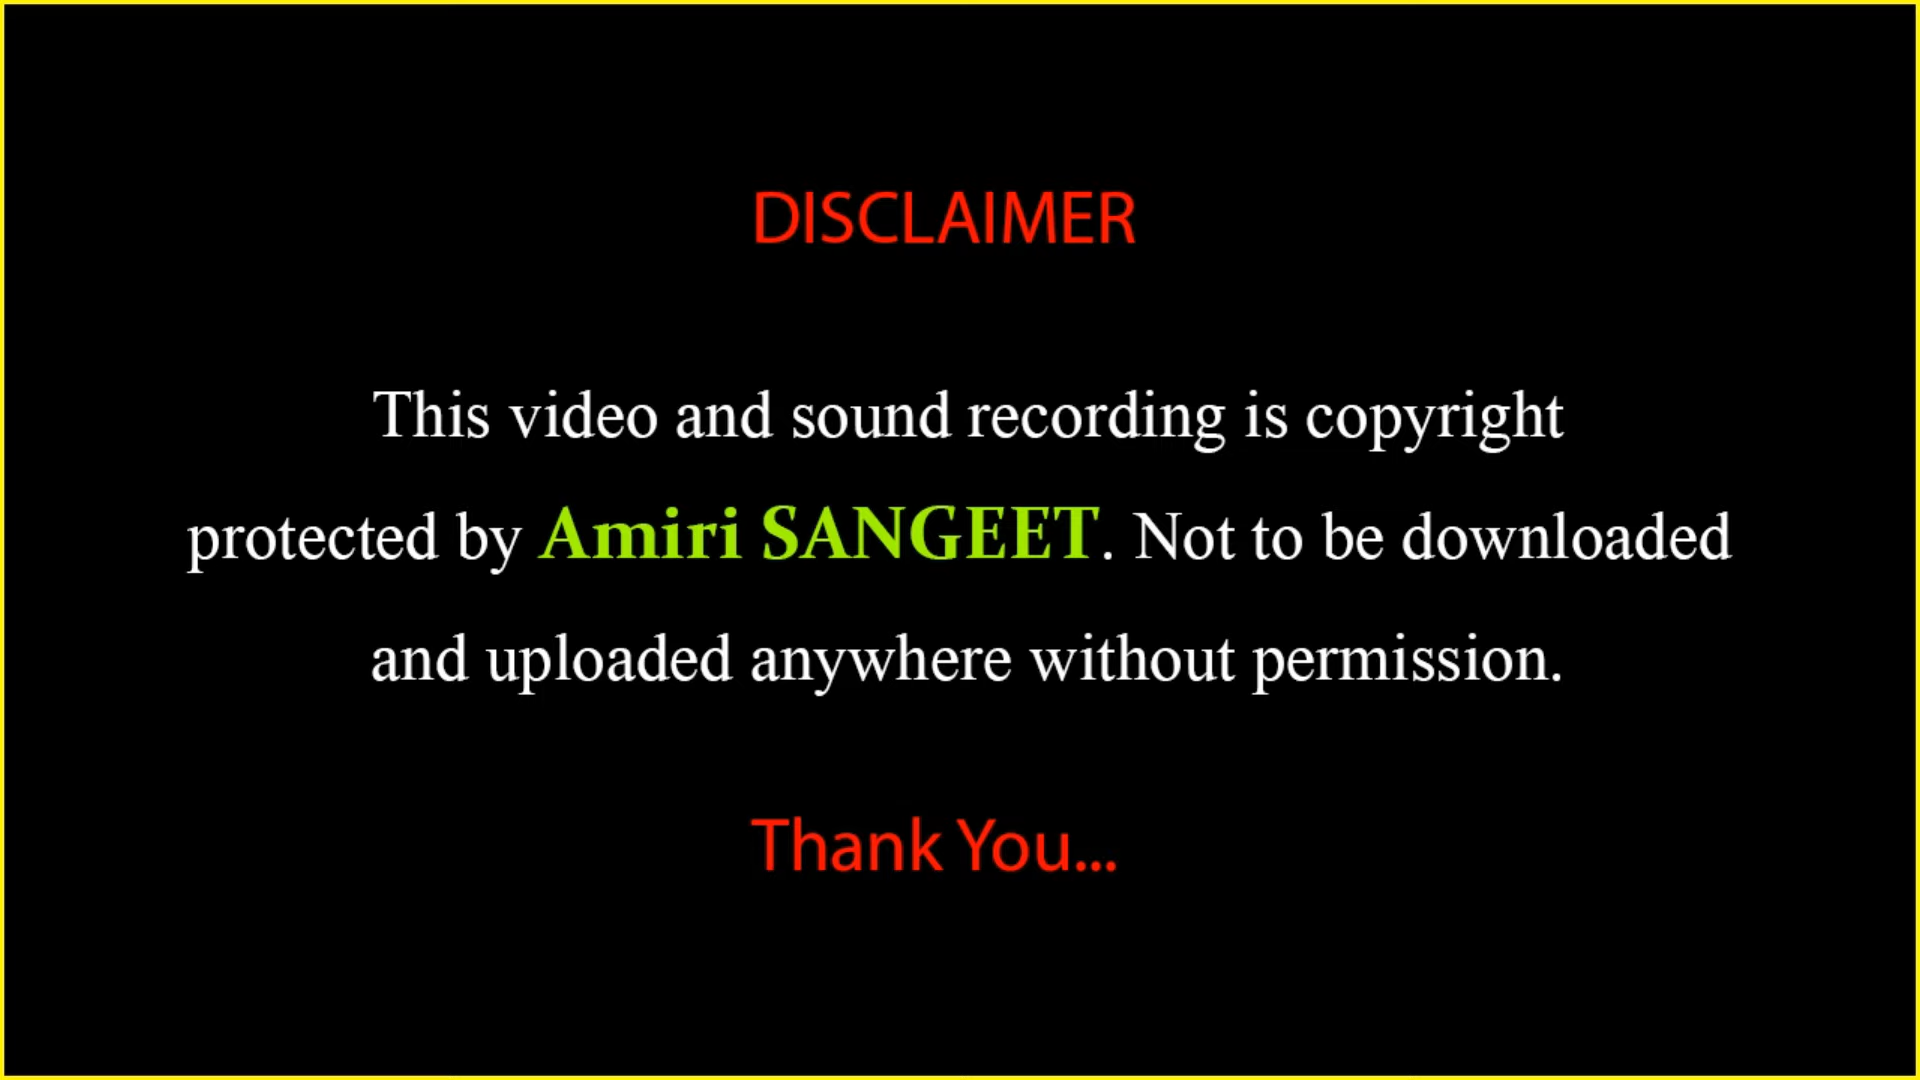 DISCLAIMER
This video and sound recording is copyright
protected by Amiri SANGEET. Not to be downloaded
and uploaded anywhere without permission.
Thank You...